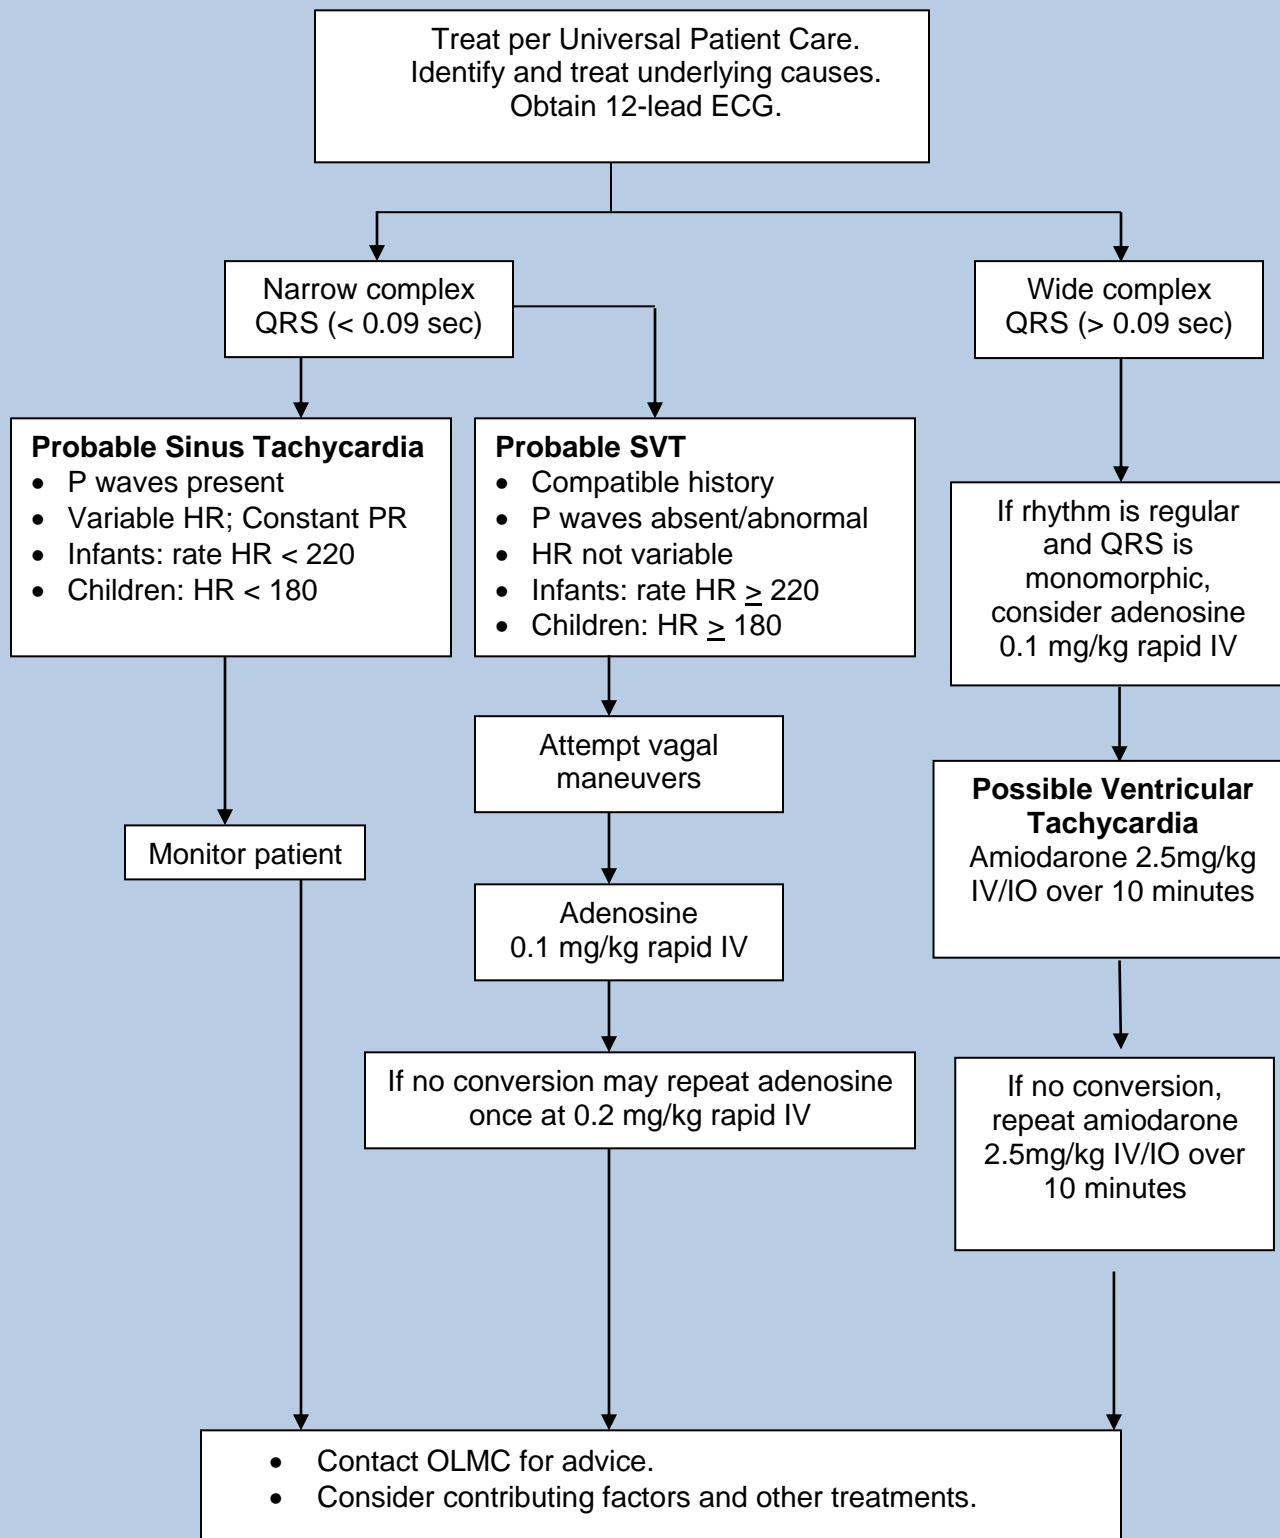 Treat per Universal Patient Care.
Identify and treat underlying causes.
Obtain 12-lead ECG.
Narrow complex
QRS (< 0.09 sec)
Wide complex
QRS (> 0.09 sec)
Probable Sinus Tachycardia
• P waves present
• Variable HR; Constant PR
• Infants: rate HR < 220
• Children: HR < 180
Probable SVT
• Compatible history
• P waves absent/abnormal
• HR not variable
• Infants: rate HR ≥ 220
• Children: HR ≥ 180
If rhythm is regular
and QRS is
monomorphic,
consider adenosine
0.1 mg/kg rapid IV
Attempt vagal
maneuvers
Monitor patient
Possible Ventricular
Tachycardia
Amiodarone 2.5mg/kg
IV/IO over 10 minutes
Adenosine
0.1 mg/kg rapid IV
If no conversion may repeat adenosine
once at 0.2 mg/kg rapid IV
If no conversion,
repeat amiodarone
2.5mg/kg IV/IO over
10 minutes
• Contact OLMC for advice.
• Consider contributing factors and other treatments.